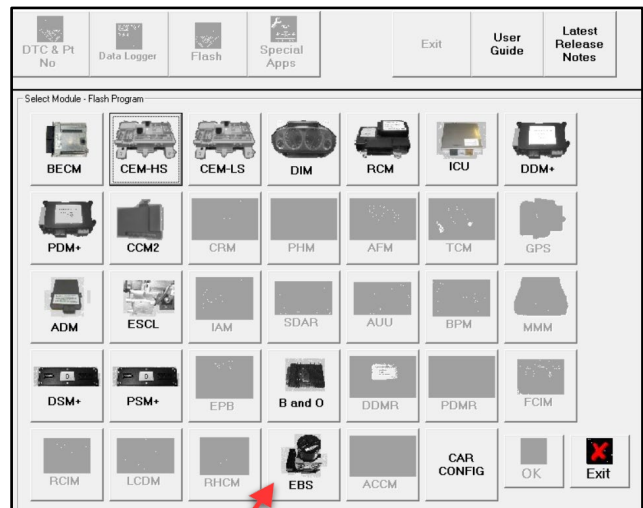 DTC & Pt
No
Data Logger
Flash
Special
Apps
Exit
User
Guide
Latest
Release
Notes
Select Module - Flash Program
BECM
CEM-HS
CEM-LS
DIM
RCM
ICU
DDM+
PDM+
CCM2
CRM
PHM
AFM
TCM
GPS
ADM
ESCL
IAM
SDAR
AUU
BPM
MMM
DSM+
PSM+
EPB
B and O
DDMR
PDMR
FCIM
RCIM
LCDM
RHCM
EBS
ACCM
CAR
CONFIG
OK
Exit